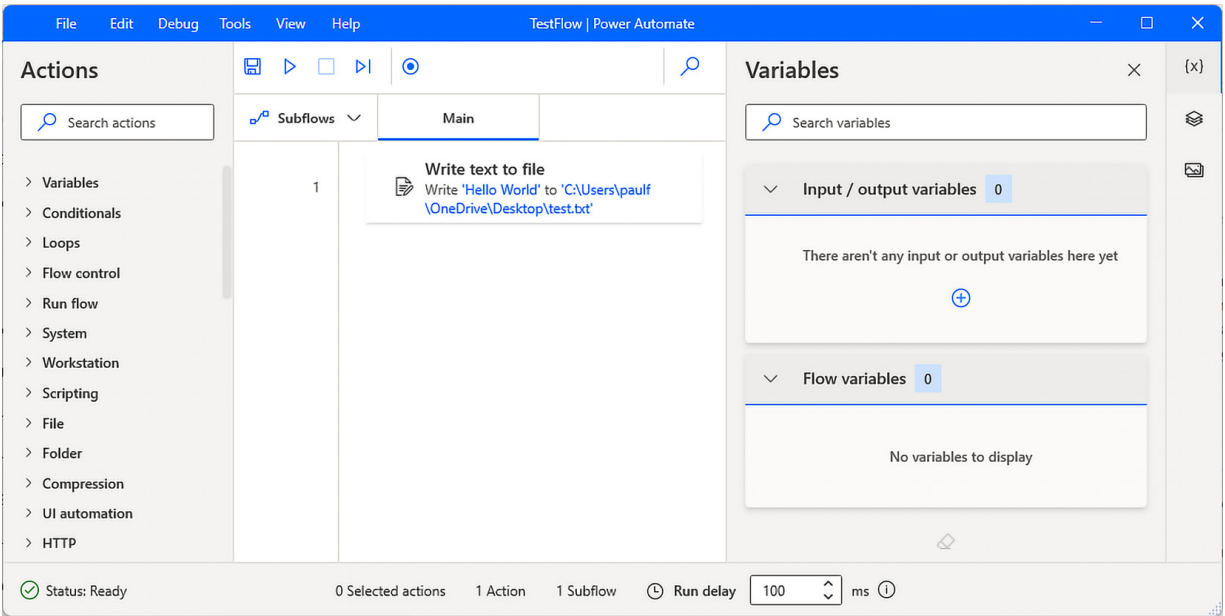 File Edit Debug Tools View Help TestFlow | Power Automate
Actions
Search actions
Variables
Conditionals
Loops
Flow control
Run flow
System
Workstation
Scripting
File
Folder
Compression
UI automation
HTTP
Subflows Main
1
Write text to file
Write 'Hello World' to 'C:\Users\paulf
\OneDrive\Desktop\test.txt'
Variables
{x}
Search variables
Input / output variables 0
There aren't any input or output variables here yet
Flow variables 0
No variables to display
Status: Ready 0 Selected actions 1 Action 1 Subflow Run delay 100 ms